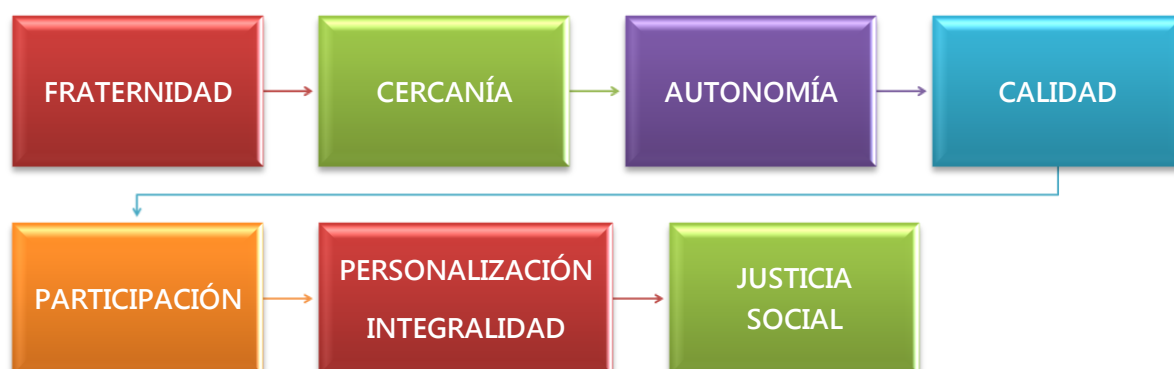 FRATERNIDAD
CERCANÍA
AUTONOMÍA
CALIDAD
PARTICIPACIÓN
PERSONALIZACIÓN
INTEGRALIDAD
JUSTICIA
SOCIAL